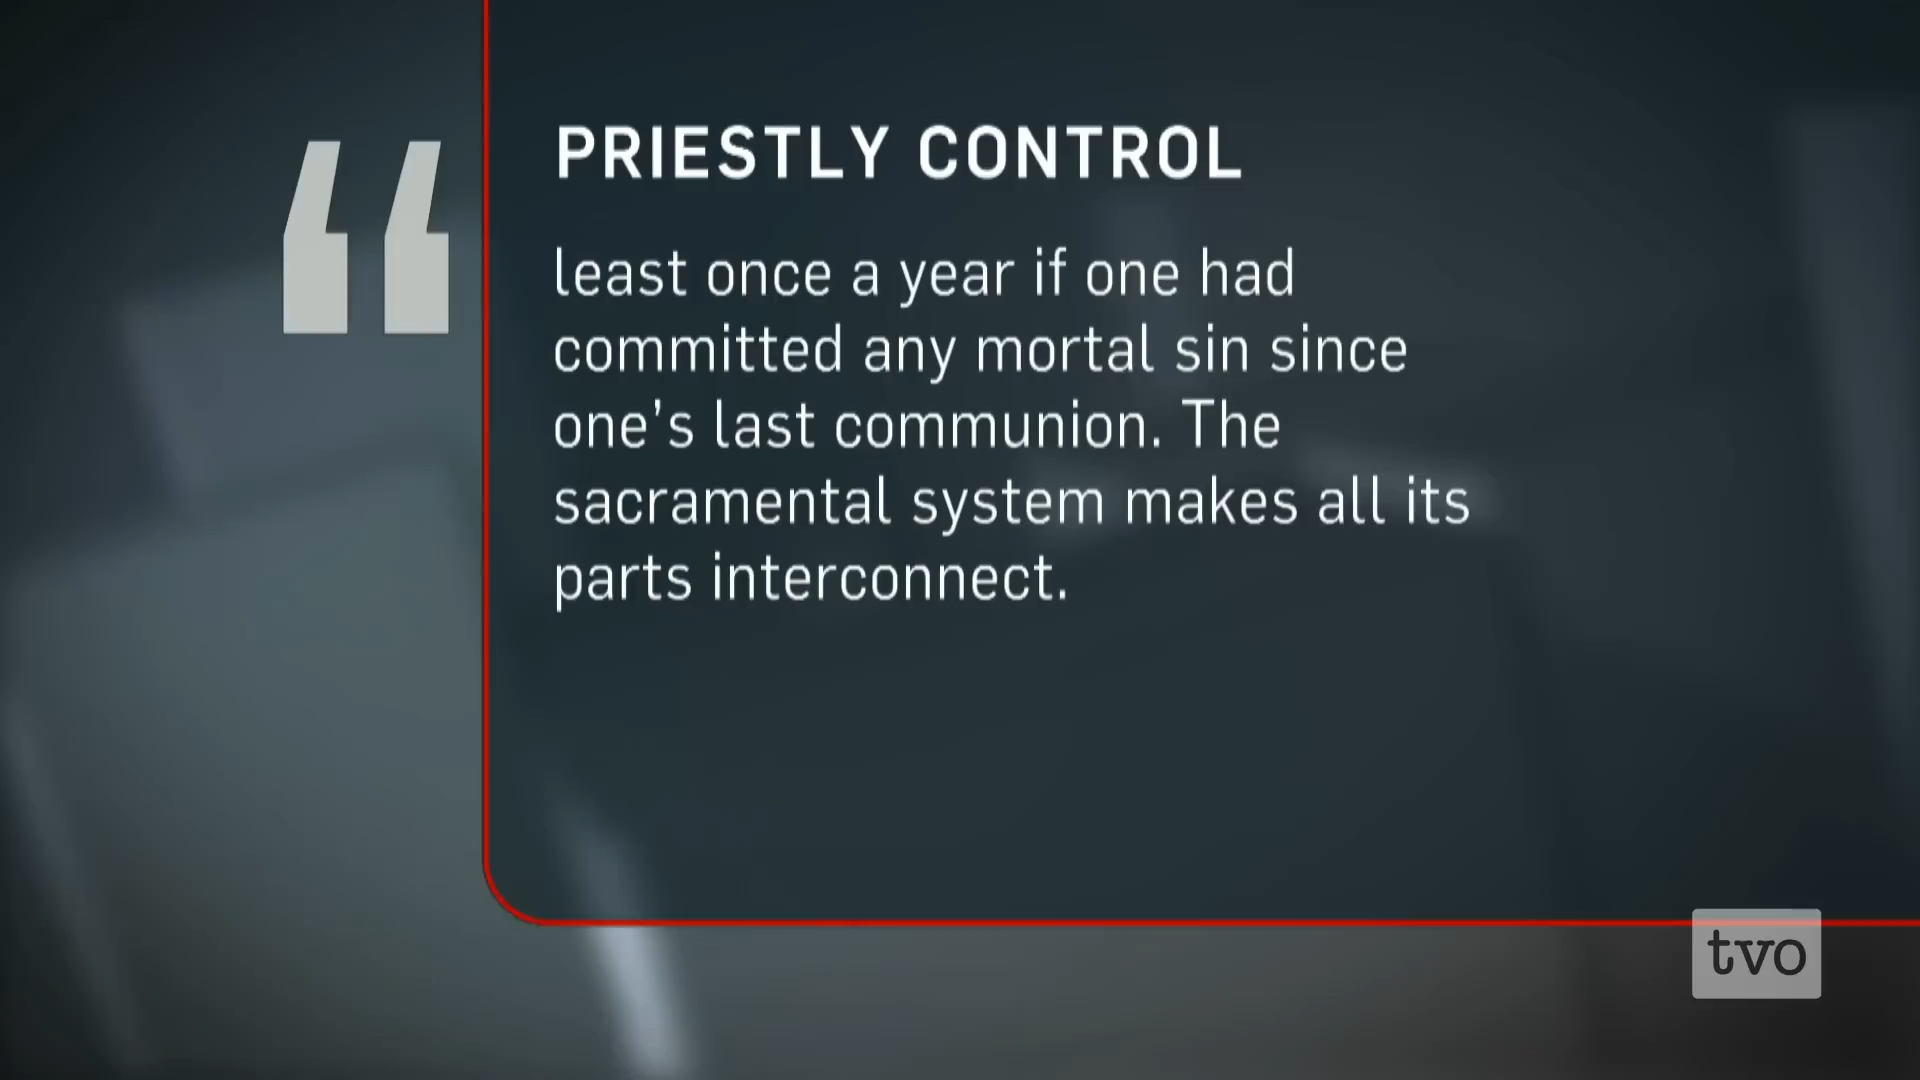 “
PRIESTLY CONTROL
least once a year if one had
committed any mortal sin since
one’s last communion. The
sacramental system makes all its
parts interconnect.
tvo